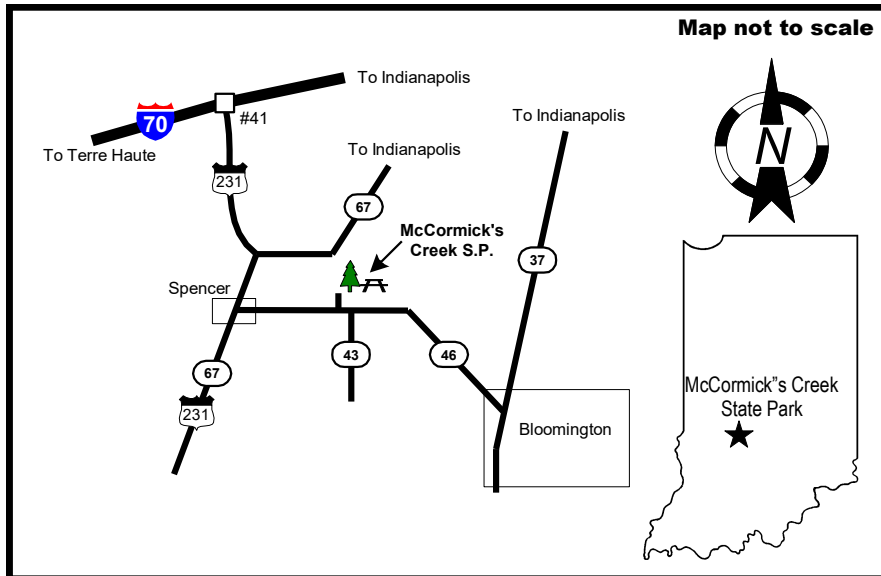 Map not to scale
To Indianapolis
70
#41
To Terre Haute
To Indianapolis
To Indianapolis
231
67
McCormick's
Creek S.P.
37
N
Spencer
67
43
46
231
Bloomington
McCormick"s Creek
State Park